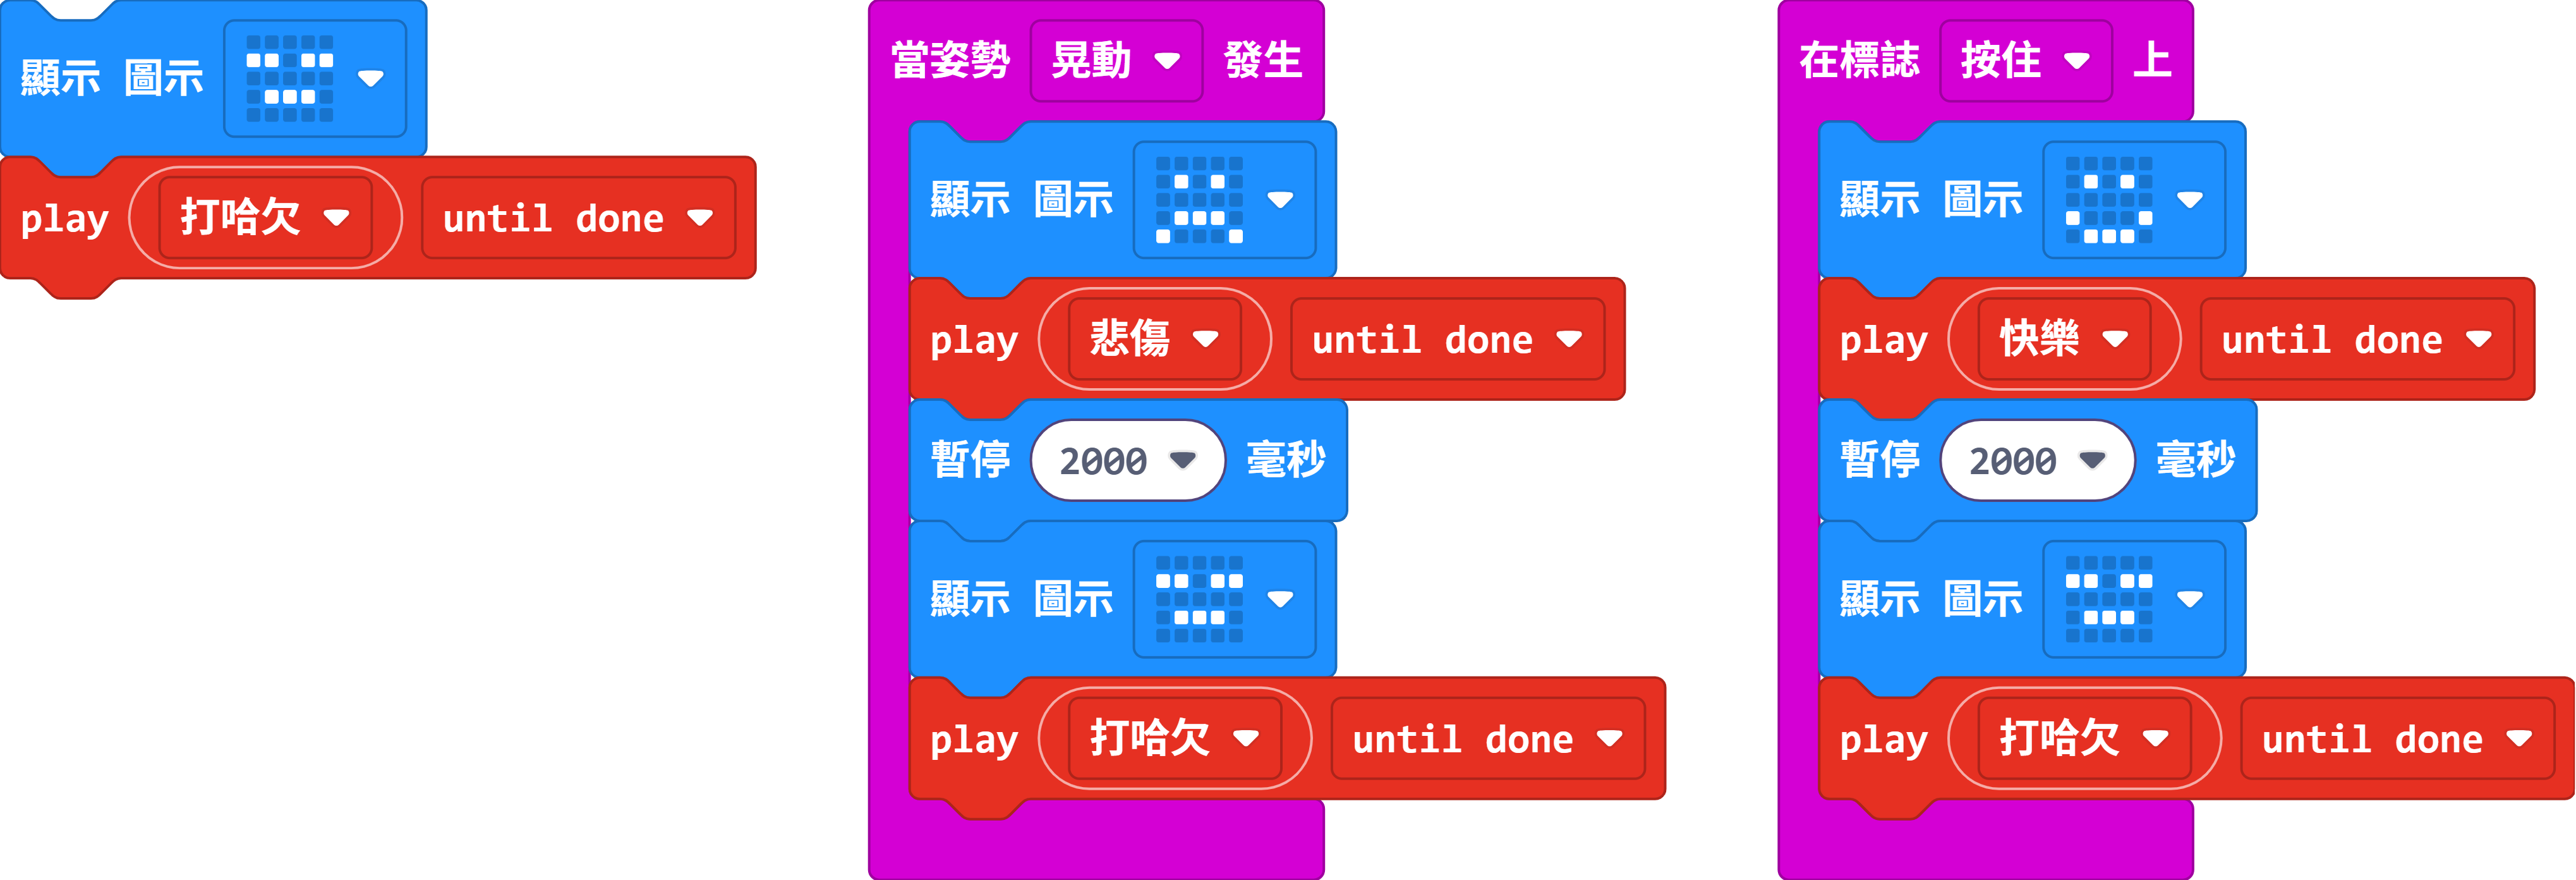 顯示 圖示
play 打哈欠 until done
當姿勢 晃動 發生
顯示 圖示
play 悲傷 until done
暫停 2000 毫秒
顯示 圖示
play 打哈欠 until done
在標誌 按住 上
顯示 圖示
play 快樂 until done
暫停 2000 毫秒
顯示 圖示
play 打哈欠 until done